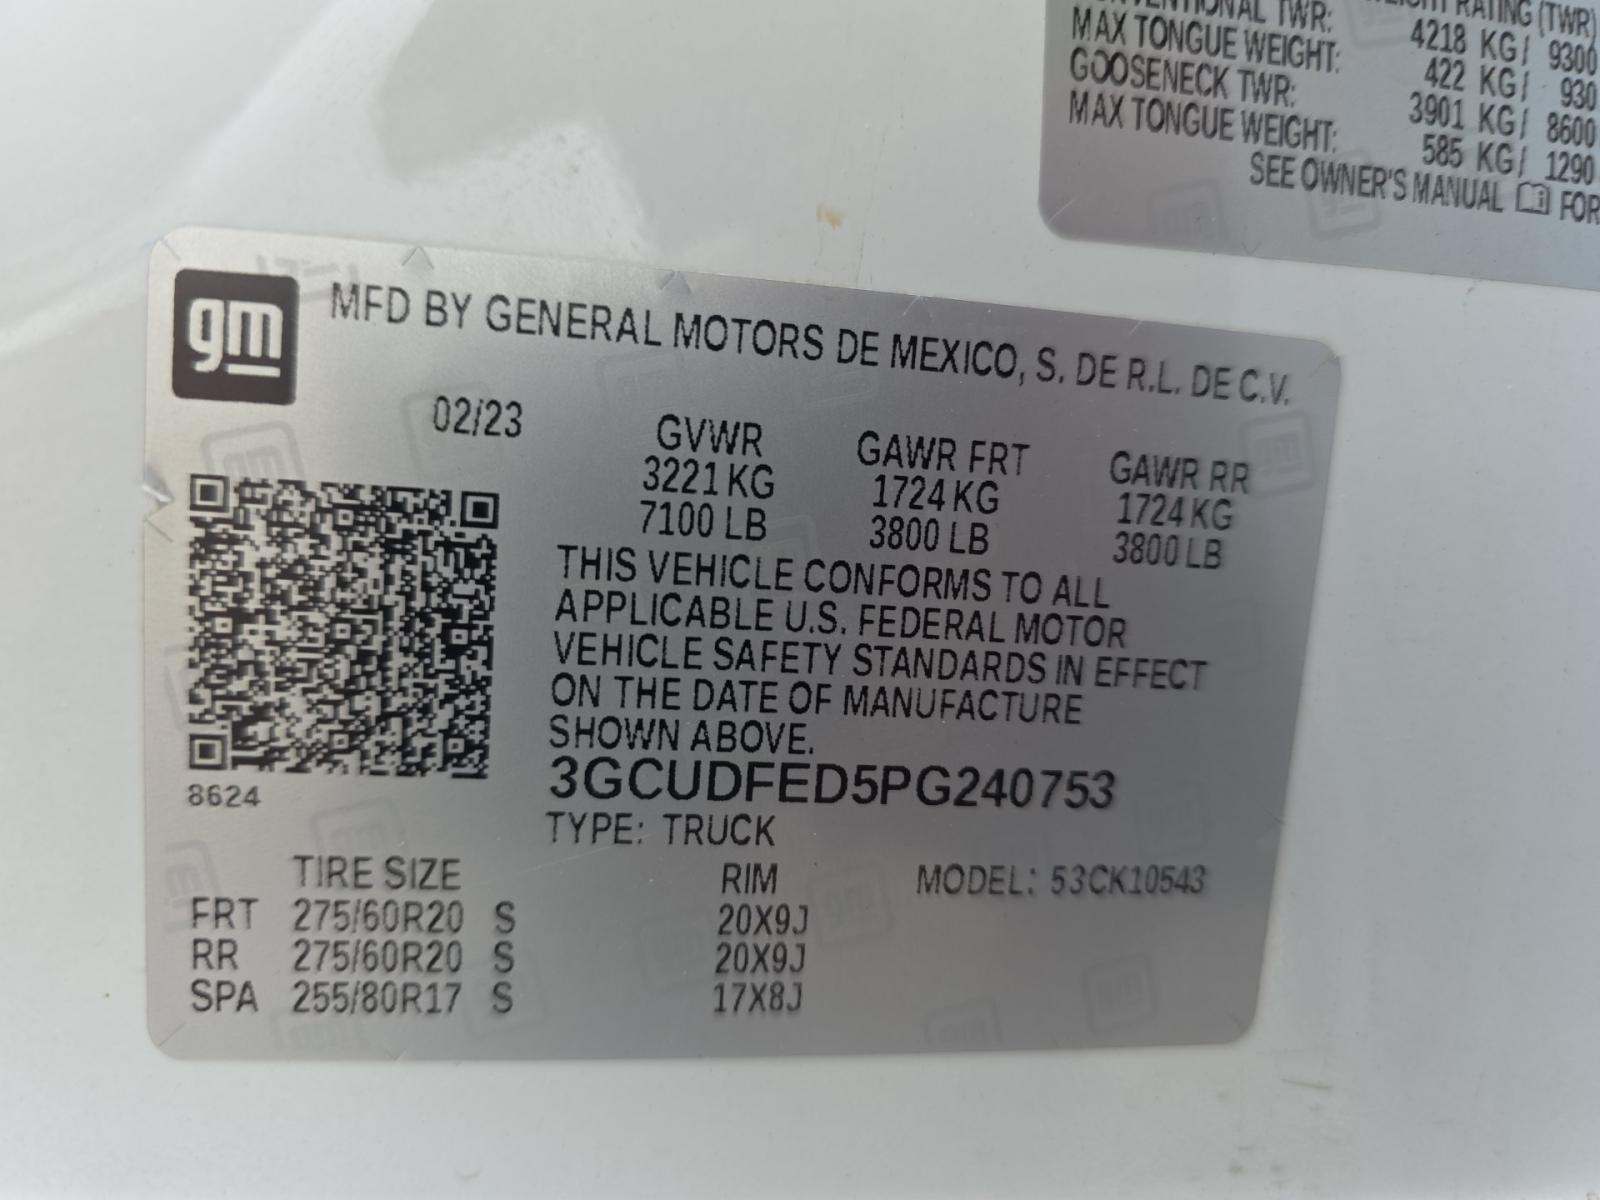 RATING (TWR)
TWR: 4218 KG/ 9300
MAX TONGUE WEIGHT: 422 KG/ 930
GOOSENECK TWR: 3901 KG/ 8600
MAX TONGUE WEIGHT: 585 KG/ 1290
SEE OWNER'S MANUAL FOR
gm MFD BY GENERAL MOTORS DE MEXICO, S. DE R.L. DE C.V.
02/23 GVWR GAWR FRT GAWR RR
3221 KG 1724 KG 1724 KG
7100 LB 3800 LB 3800 LB
THIS VEHICLE CONFORMS TO ALL
APPLICABLE U.S. FEDERAL MOTOR
VEHICLE SAFETY STANDARDS IN EFFECT
ON THE DATE OF MANUFACTURE
SHOWN ABOVE.
8624 3GCUDFED5PG240753
TYPE: TRUCK
TIRE SIZE RIM MODEL: 53CK10543
FRT 275/60R20 S 20X9J
RR 275/60R20 S 20X9J
SPA 255/80R17 S 17X8J